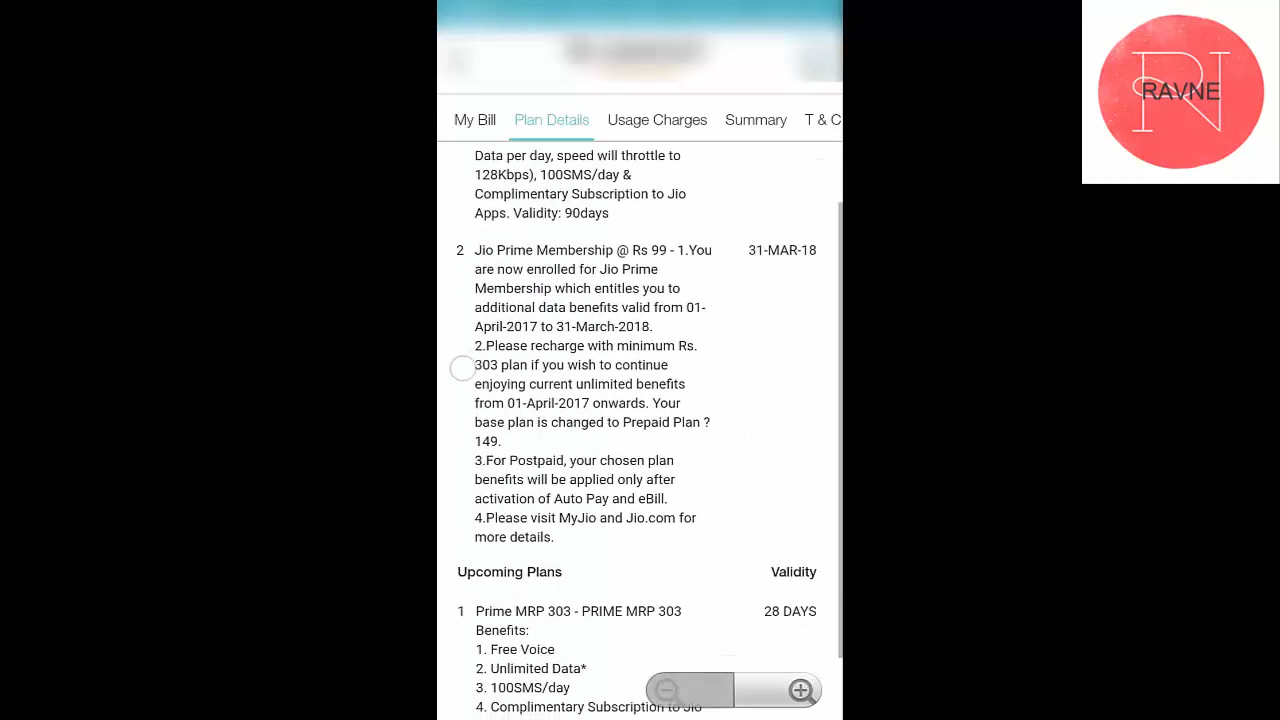 RAVNE
My Bill Plan Details Usage Charges Summary T & C
Data per day, speed will throttle to
128Kbps), 100SMS/day &
Complimentary Subscription to Jio
Apps. Validity: 90days
2 Jio Prime Membership @ Rs 99 - 1.You 31-MAR-18
are now enrolled for Jio Prime
Membership which entitles you to
additional data benefits valid from 01-
April-2017 to 31-March-2018.
2.Please recharge with minimum Rs.
303 plan if you wish to continue
enjoying current unlimited benefits
from 01-April-2017 onwards. Your
base plan is changed to Prepaid Plan ?
149.
3.For Postpaid, your chosen plan
benefits will be applied only after
activation of Auto Pay and eBill.
4.Please visit MyJio and Jio.com for
more details.
Upcoming Plans Validity
1 Prime MRP 303 - PRIME MRP 303 28 DAYS
Benefits:
1. Free Voice
2. Unlimited Data*
3. 100SMS/day
4. Complimentary Subscription to Jio